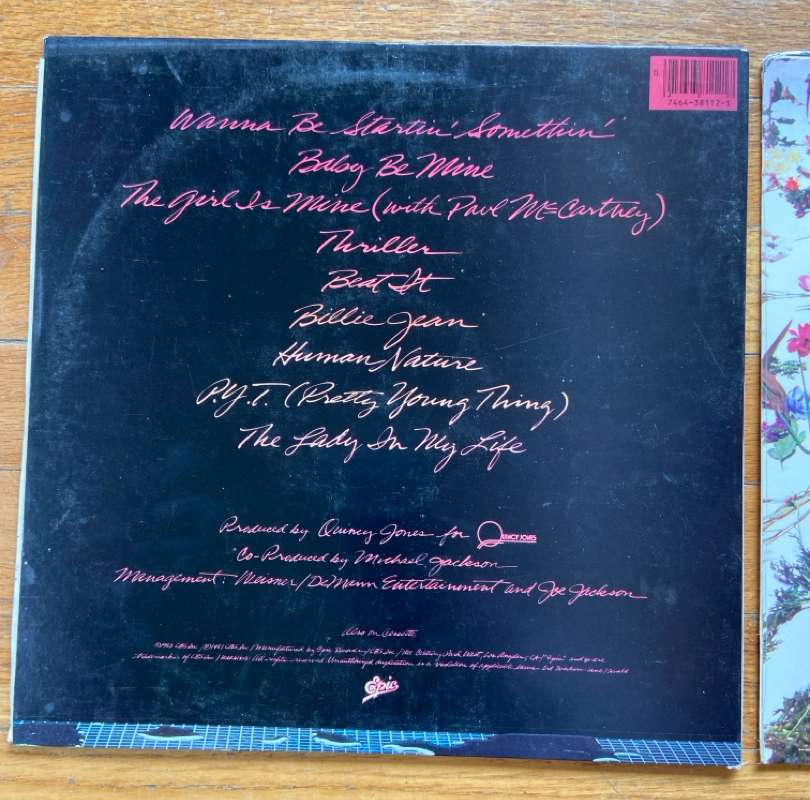 7464-38112-1
Wanna Be Startin' Somethin'
Baby Be Mine
The Girl Is Mine (with Paul McCartney)
Thriller
Beat It
Billie Jean
Human Nature
P.Y.T. (Pretty Young Thing)
The Lady In My Life
Produced by Quincy Jones for QUINCY JONES
Co-Produced by Michael Jackson
Management: Weisner/DeMann Entertainment and Joe Jackson
Also on Cassette
Epic